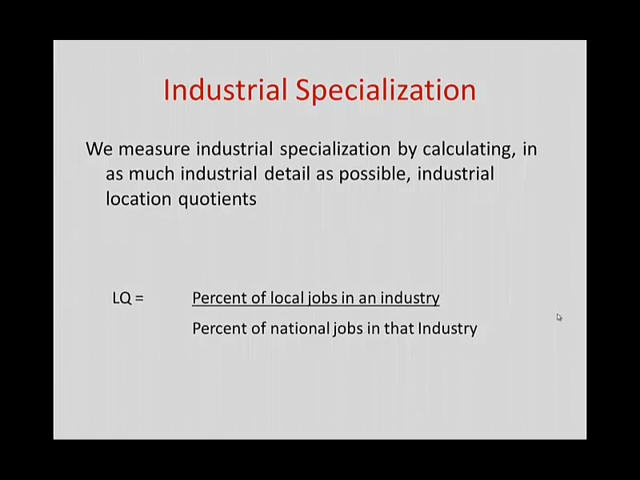 Industrial Specialization
We measure industrial specialization by calculating, in
as much industrial detail as possible, industrial
location quotients
LQ = Percent of local jobs in an industry
Percent of national jobs in that Industry